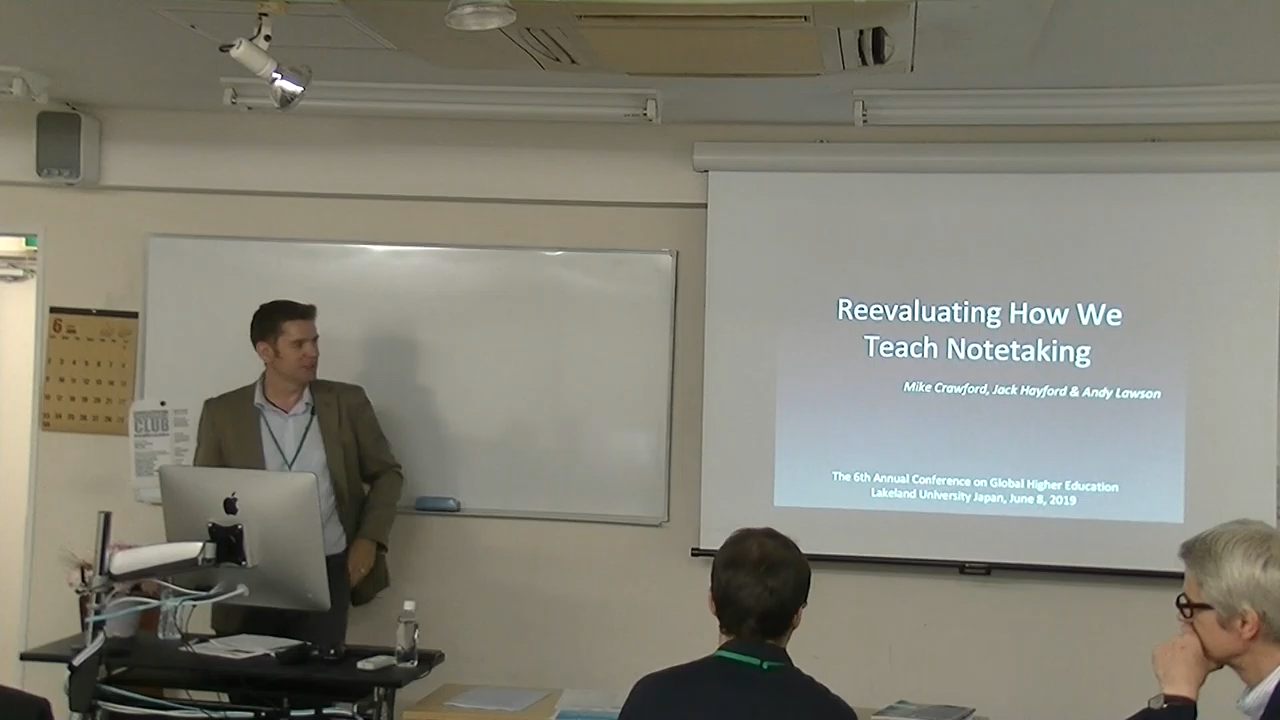 6
CLUB
Reevaluating How We
Teach Notetaking
Mike Crawford, Jack Hayford & Andy Lawson
The 6th Annual Conference on Global Higher Education
Lakeland University Japan, June 8, 2019